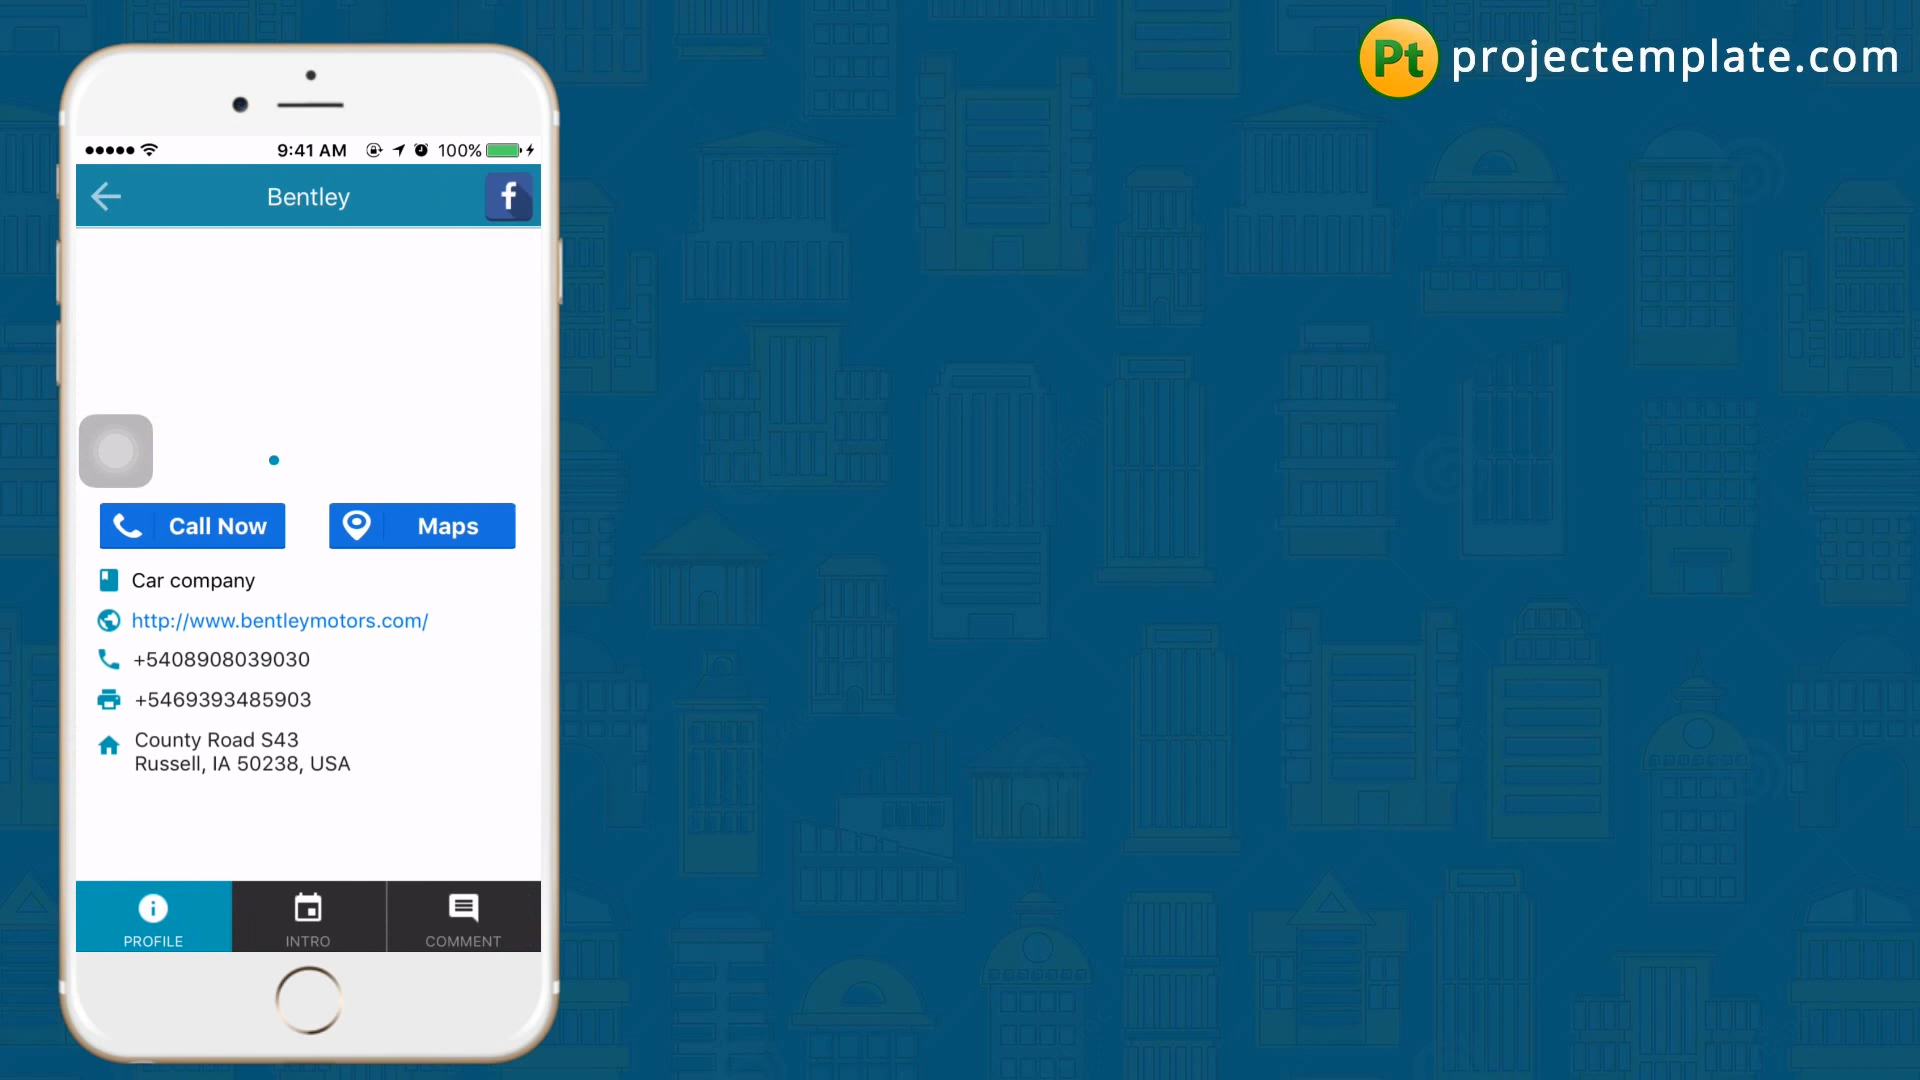 Pt projectemplate.com
9:41 AM 100%
Bentley
f
Call Now
Maps
Car company
http://www.bentleymotors.com/
+5408908039030
+5469393485903
County Road S43
Russell, IA 50238, USA
PROFILE
INTRO
COMMENT